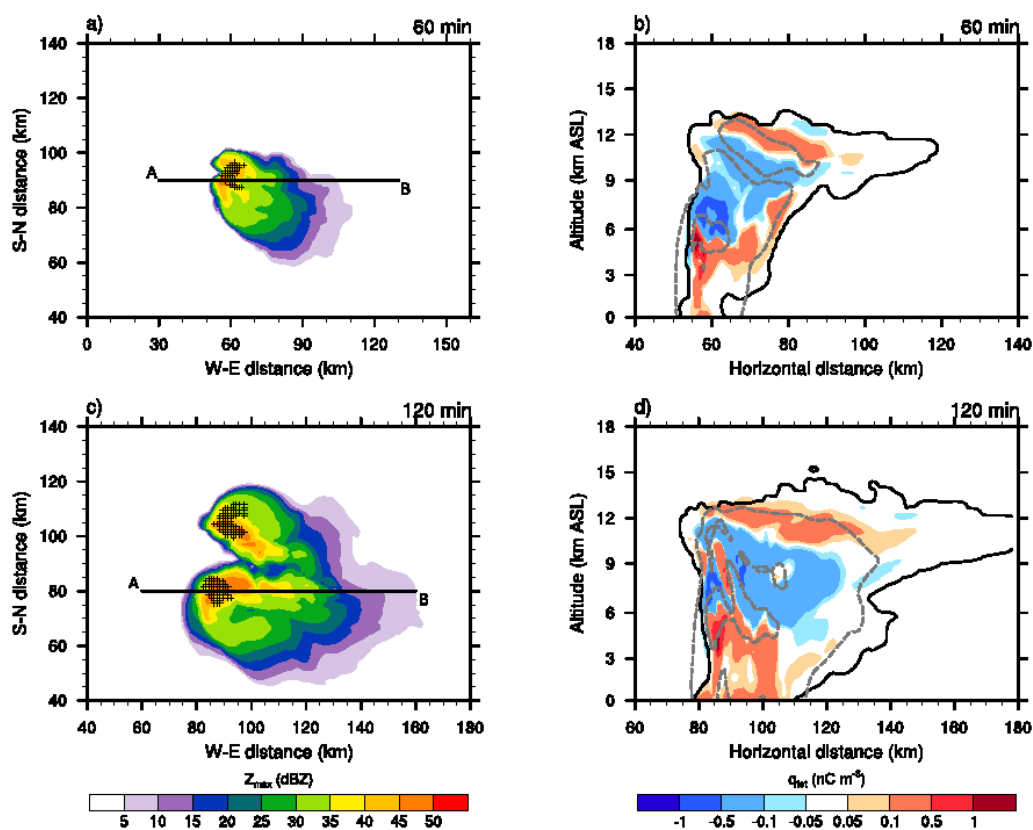 a) 60 min
140
120
100
80
60
40
S-N distance (km)
A B
0 30 60 90 120 150
W-E distance (km)
b) 60 min
18
15
12
9
6
3
0
Altitude (km ASL)
40 60 80 100 120 140
Horizontal distance (km)
c) 120 min
140
120
100
80
60
40
S-N distance (km)
A B
40 60 80 100 120 140 160 180
W-E distance (km)
d) 120 min
18
15
12
9
6
3
0
Altitude (km ASL)
60 80 100 120 140 160 180
Horizontal distance (km)
Zmax (dBZ)
5 10 15 20 25 30 35 40 45 50
(nC m-3)
-1 -0.5 -0.1 -0.05 0.05 0.1 0.5 1